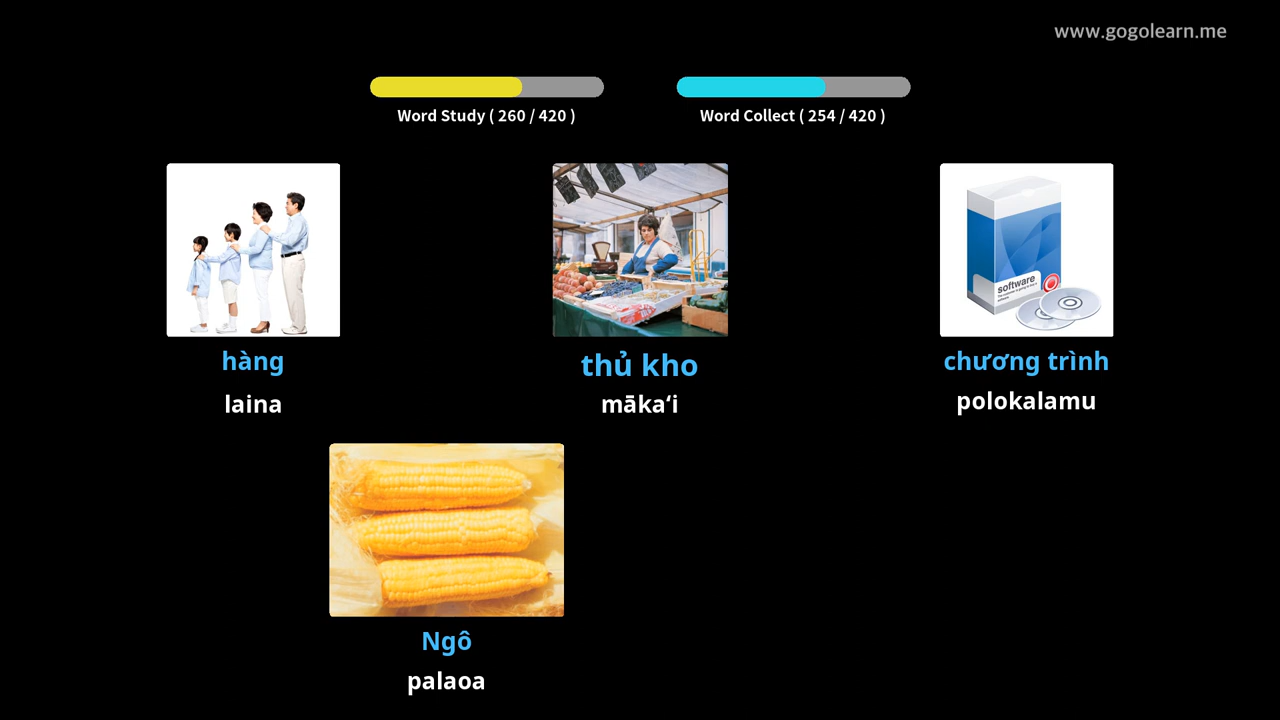 www.gogolearn.me
Word Study ( 260 / 420 )
Word Collect ( 254 / 420 )
hàng
laina
thủ kho
mākaʻi
software
chương trình
polokalamu
Ngô
palaoa